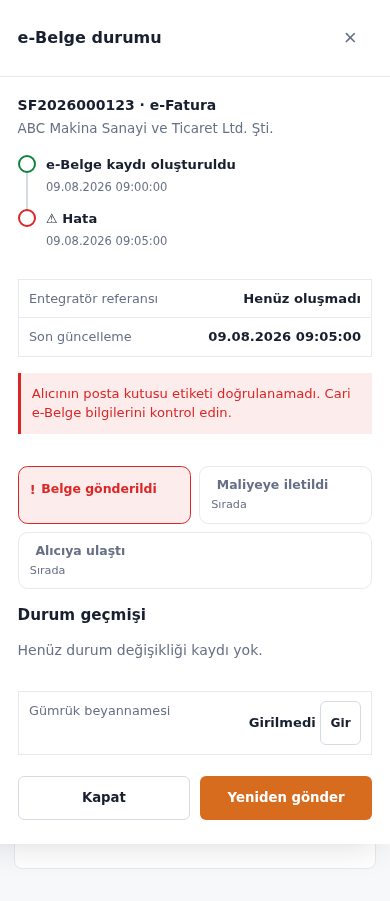 e-Belge durumu ×
SF2026000123 · e-Fatura
ABC Makina Sanayi ve Ticaret Ltd. Şti.
e-Belge kaydı oluşturuldu
09.08.2026 09:00:00
⚠ Hata
09.08.2026 09:05:00
Entegratör referansı Henüz oluşmadı
Son güncelleme 09.08.2026 09:05:00
Alıcının posta kutusu etiketi doğrulanamadı. Cari
e-Belge bilgilerini kontrol edin.
! Belge gönderildi
Maliyeye iletildi
Sırada
Alıcıya ulaştı
Sırada
Durum geçmişi
Henüz durum değişikliği kaydı yok.
Gümrük beyannamesi
Girilmedi Gir
Kapat Yeniden gönder